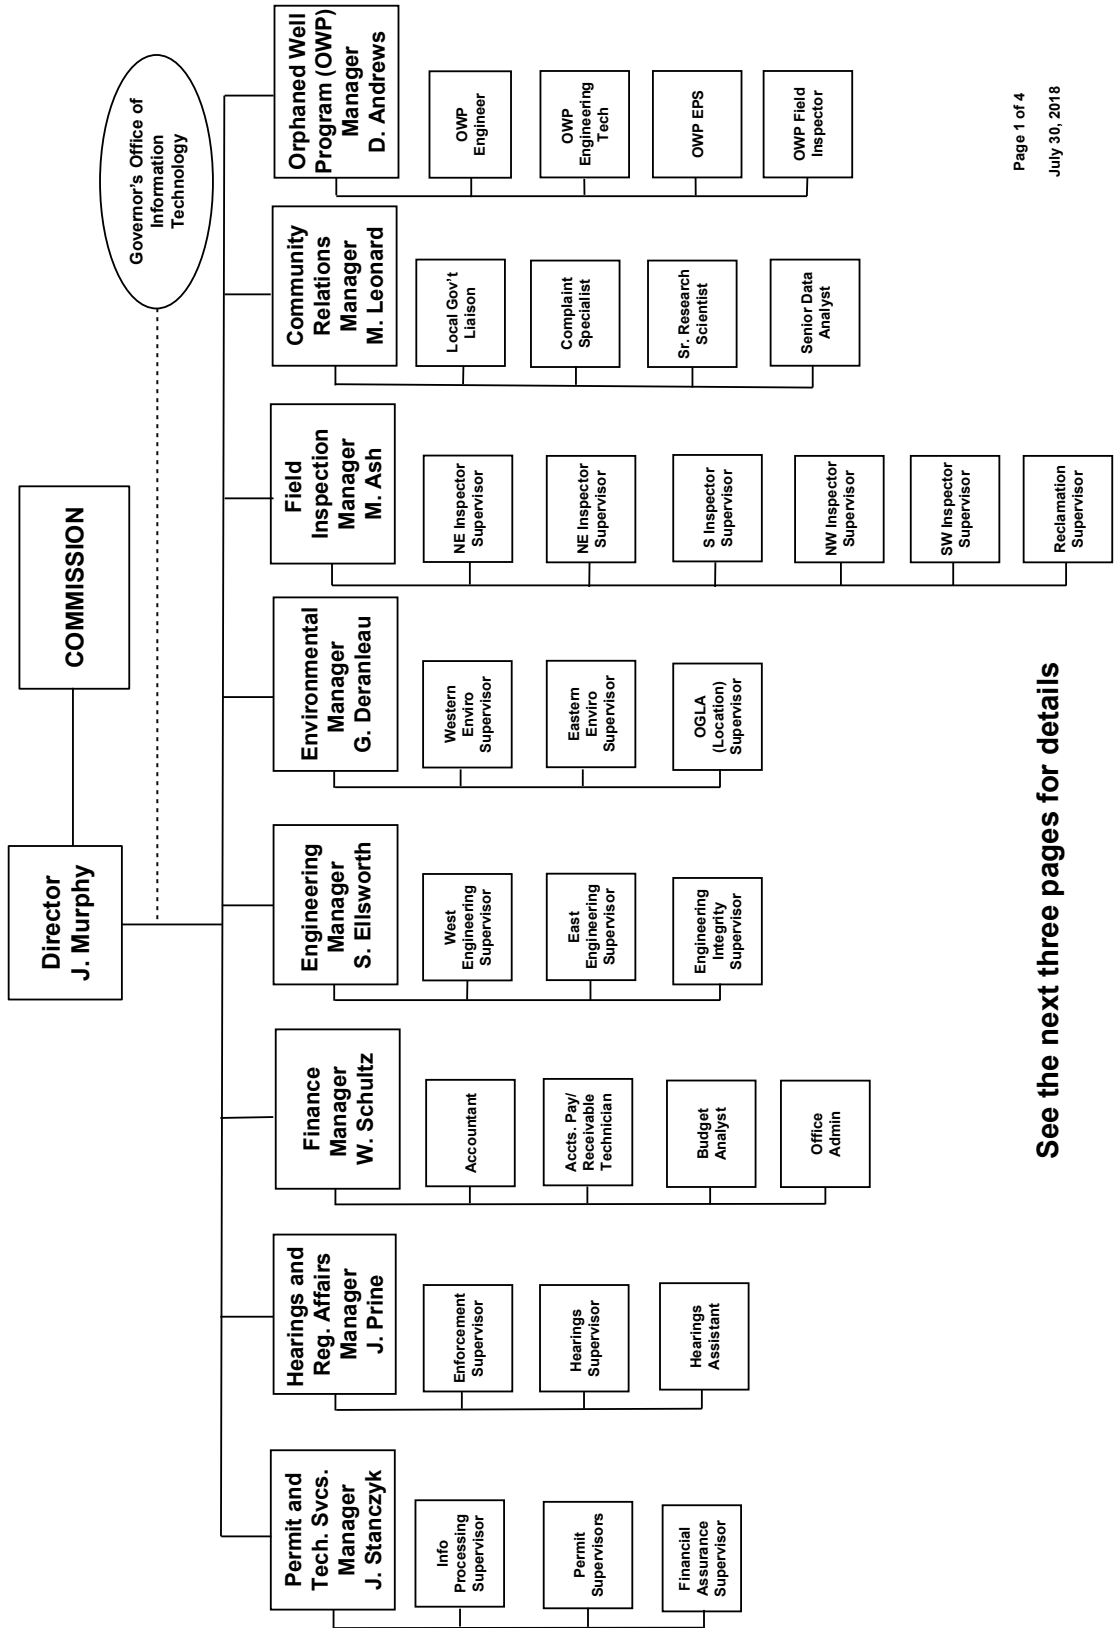 COMMISSION
Director
J. Murphy
Governor's Office of
Information
Technology
Permit and
Tech. Svcs.
Manager
J. Stanczyk
Info
Processing
Supervisor
Permit
Supervisors
Financial
Assurance
Supervisor
Hearings and
Reg. Affairs
Manager
J. Prine
Enforcement
Supervisor
Hearings
Supervisor
Hearings
Assistant
Finance
Manager
W. Schultz
Accountant
Accts. Pay/
Receivable
Technician
Budget
Analyst
Office
Admin
Engineering
Manager
S. Ellsworth
West
Engineering
Supervisor
East
Engineering
Supervisor
Engineering
Integrity
Supervisor
Environmental
Manager
G. Deranleau
Western
Enviro
Supervisor
Eastern
Enviro
Supervisor
OGLA
(Location)
Supervisor
Field
Inspection
Manager
M. Ash
NE Inspector
Supervisor
NE Inspector
Supervisor
S Inspector
Supervisor
NW Inspector
Supervisor
SW Inspector
Supervisor
Reclamation
Supervisor
Community
Relations
Manager
M. Leonard
Local Gov't
Liaison
Complaint
Specialist
Sr. Research
Scientist
Senior Data
Analyst
Orphaned Well
Program (OWP)
Manager
D. Andrews
OWP
Engineer
OWP
Engineering
Tech
OWP EPS
OWP Field
Inspector
See the next three pages for details
Page 1 of 4
July 30, 2018